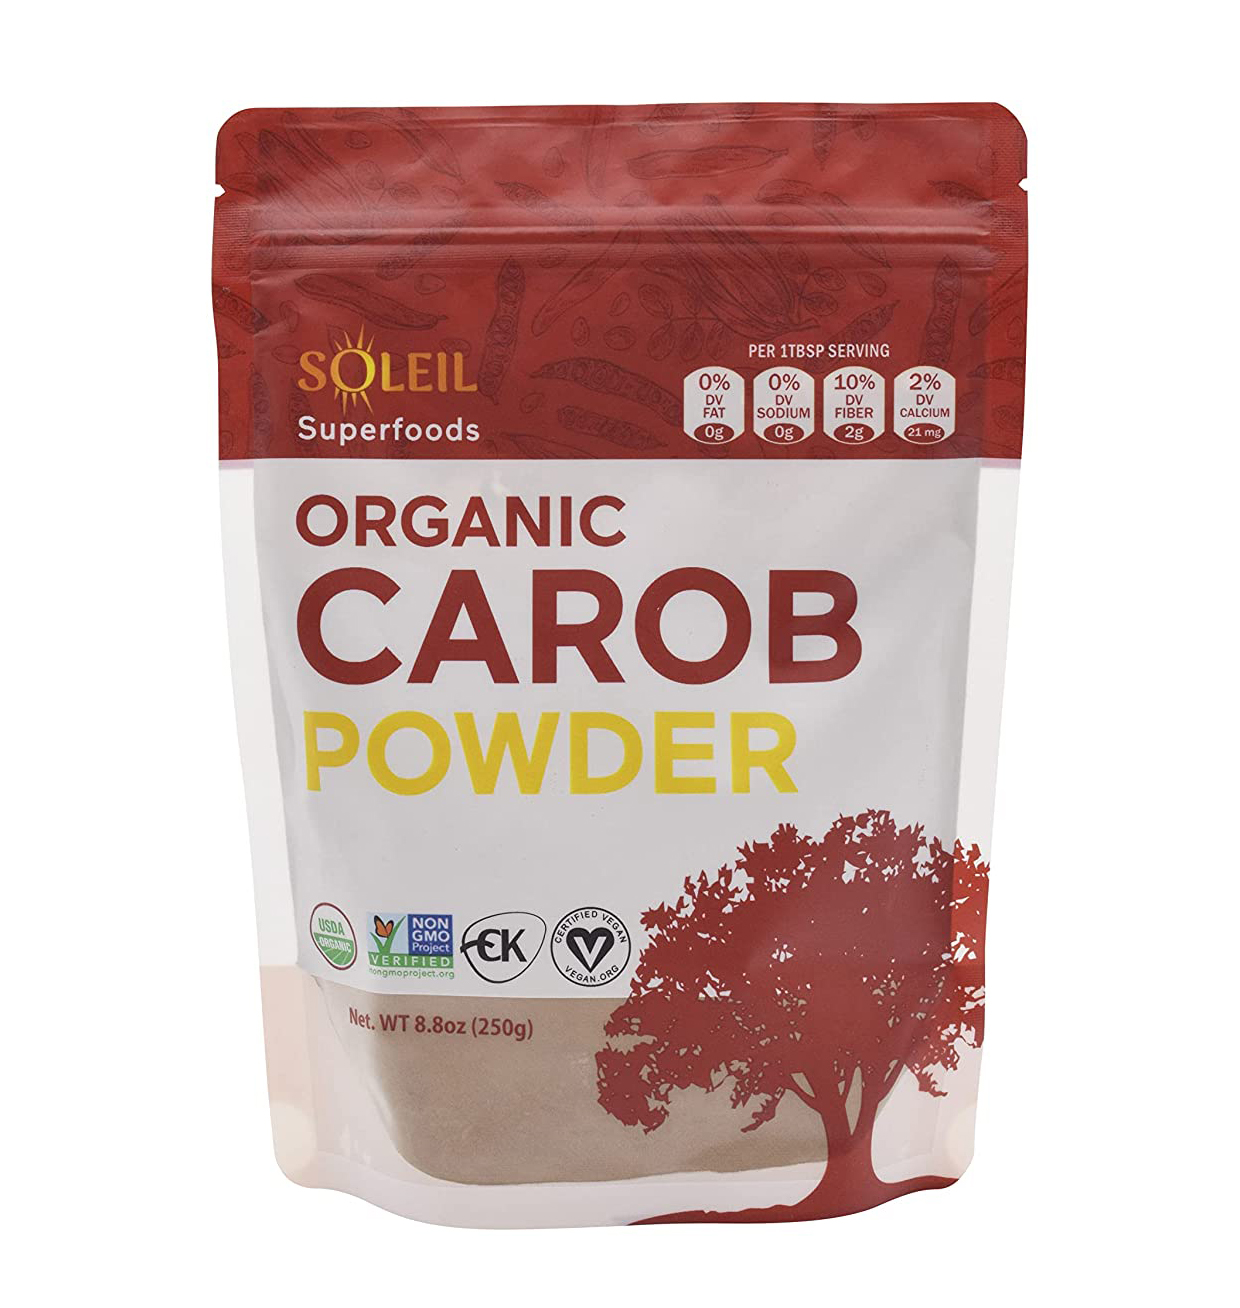 SOLEIL
Superfoods
PER 1TBSP SERVING
0% DV FAT 0g
0% DV SODIUM 0g
10% DV FIBER 2g
2% DV CALCIUM 21 mg
ORGANIC
CAROB
POWDER
USDA
ORGANIC
NON
GMO
Project
VERIFIED
nongmoproject.org
CK
CERTIFIED VEGAN
V
VEGAN.ORG
Net. WT 8.8oz (250g)